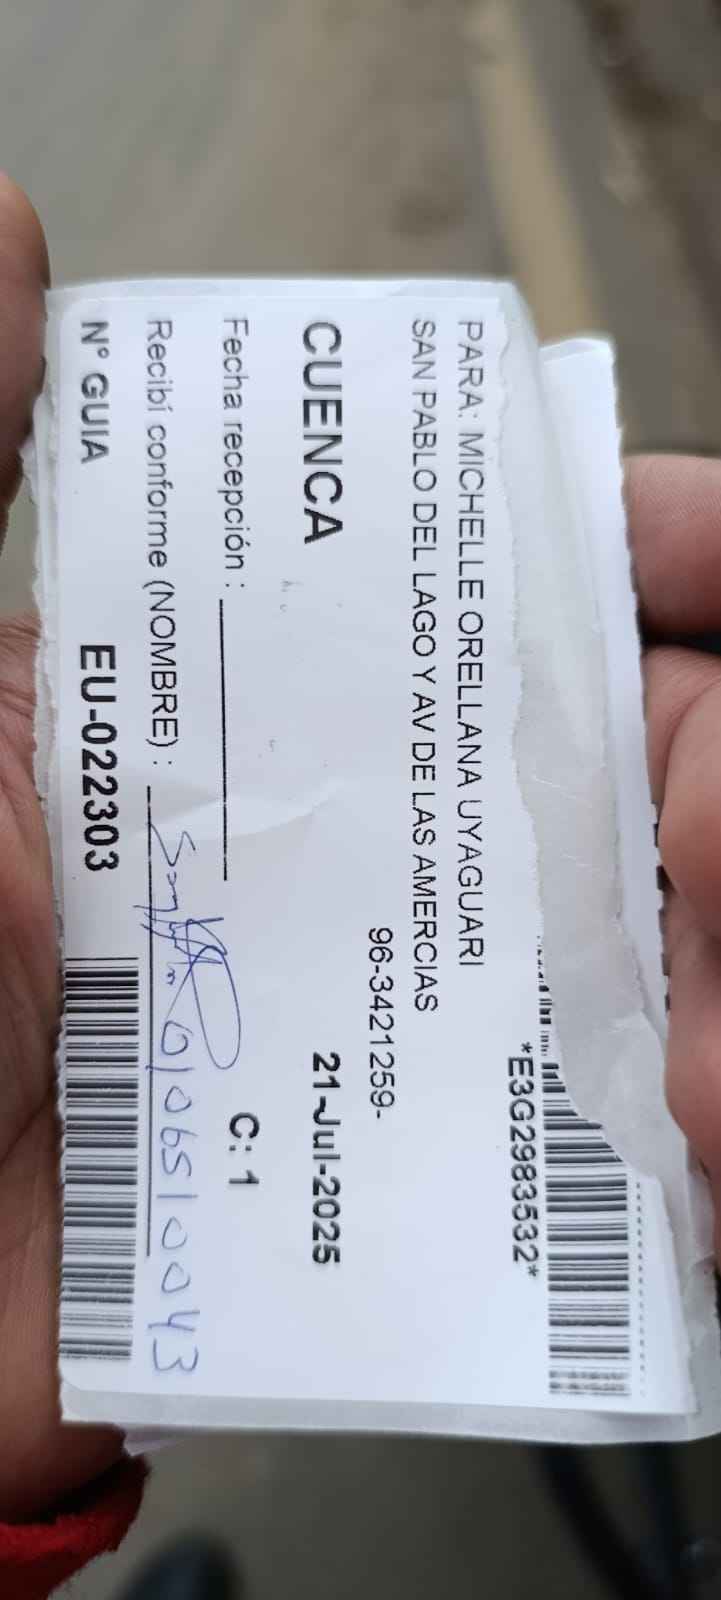 *E3G2983532*
PARA: MICHELLE ORELLANA UYAGUARI
SAN PABLO DEL LAGO Y AV DE LAS AMERCIAS
96-3421259-
CUENCA 21-Jul-2025
Fecha recepción : C: 1
Recibí conforme (NOMBRE) : 0106510043
N° GUIA EU-022303